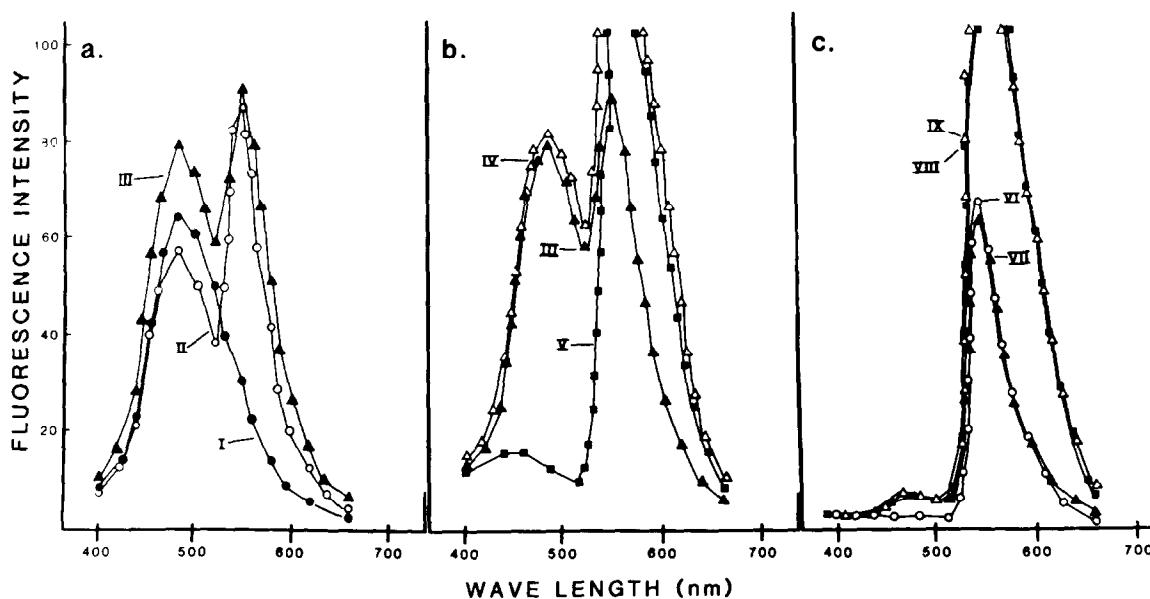 FLUORESCENCE INTENSITY
100
80
60
40
20
a.
III
II
I
400 500 600 700
b.
IV
III
V
400 500 600 700
c.
IX
VIII
VI
VII
400 500 600 700
WAVE LENGTH (nm)